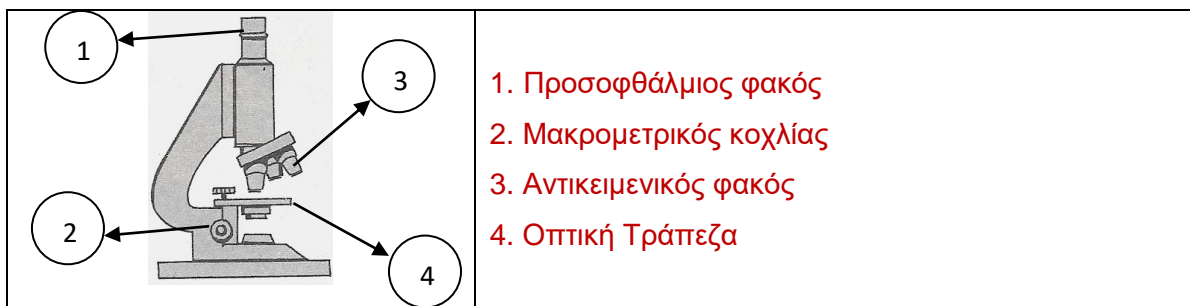 1
3
2
4
1. Προσοφθάλμιος φακός
2. Μακρομετρικός κοχλίας
3. Αντικειμενικός φακός
4. Οπτική Τράπεζα